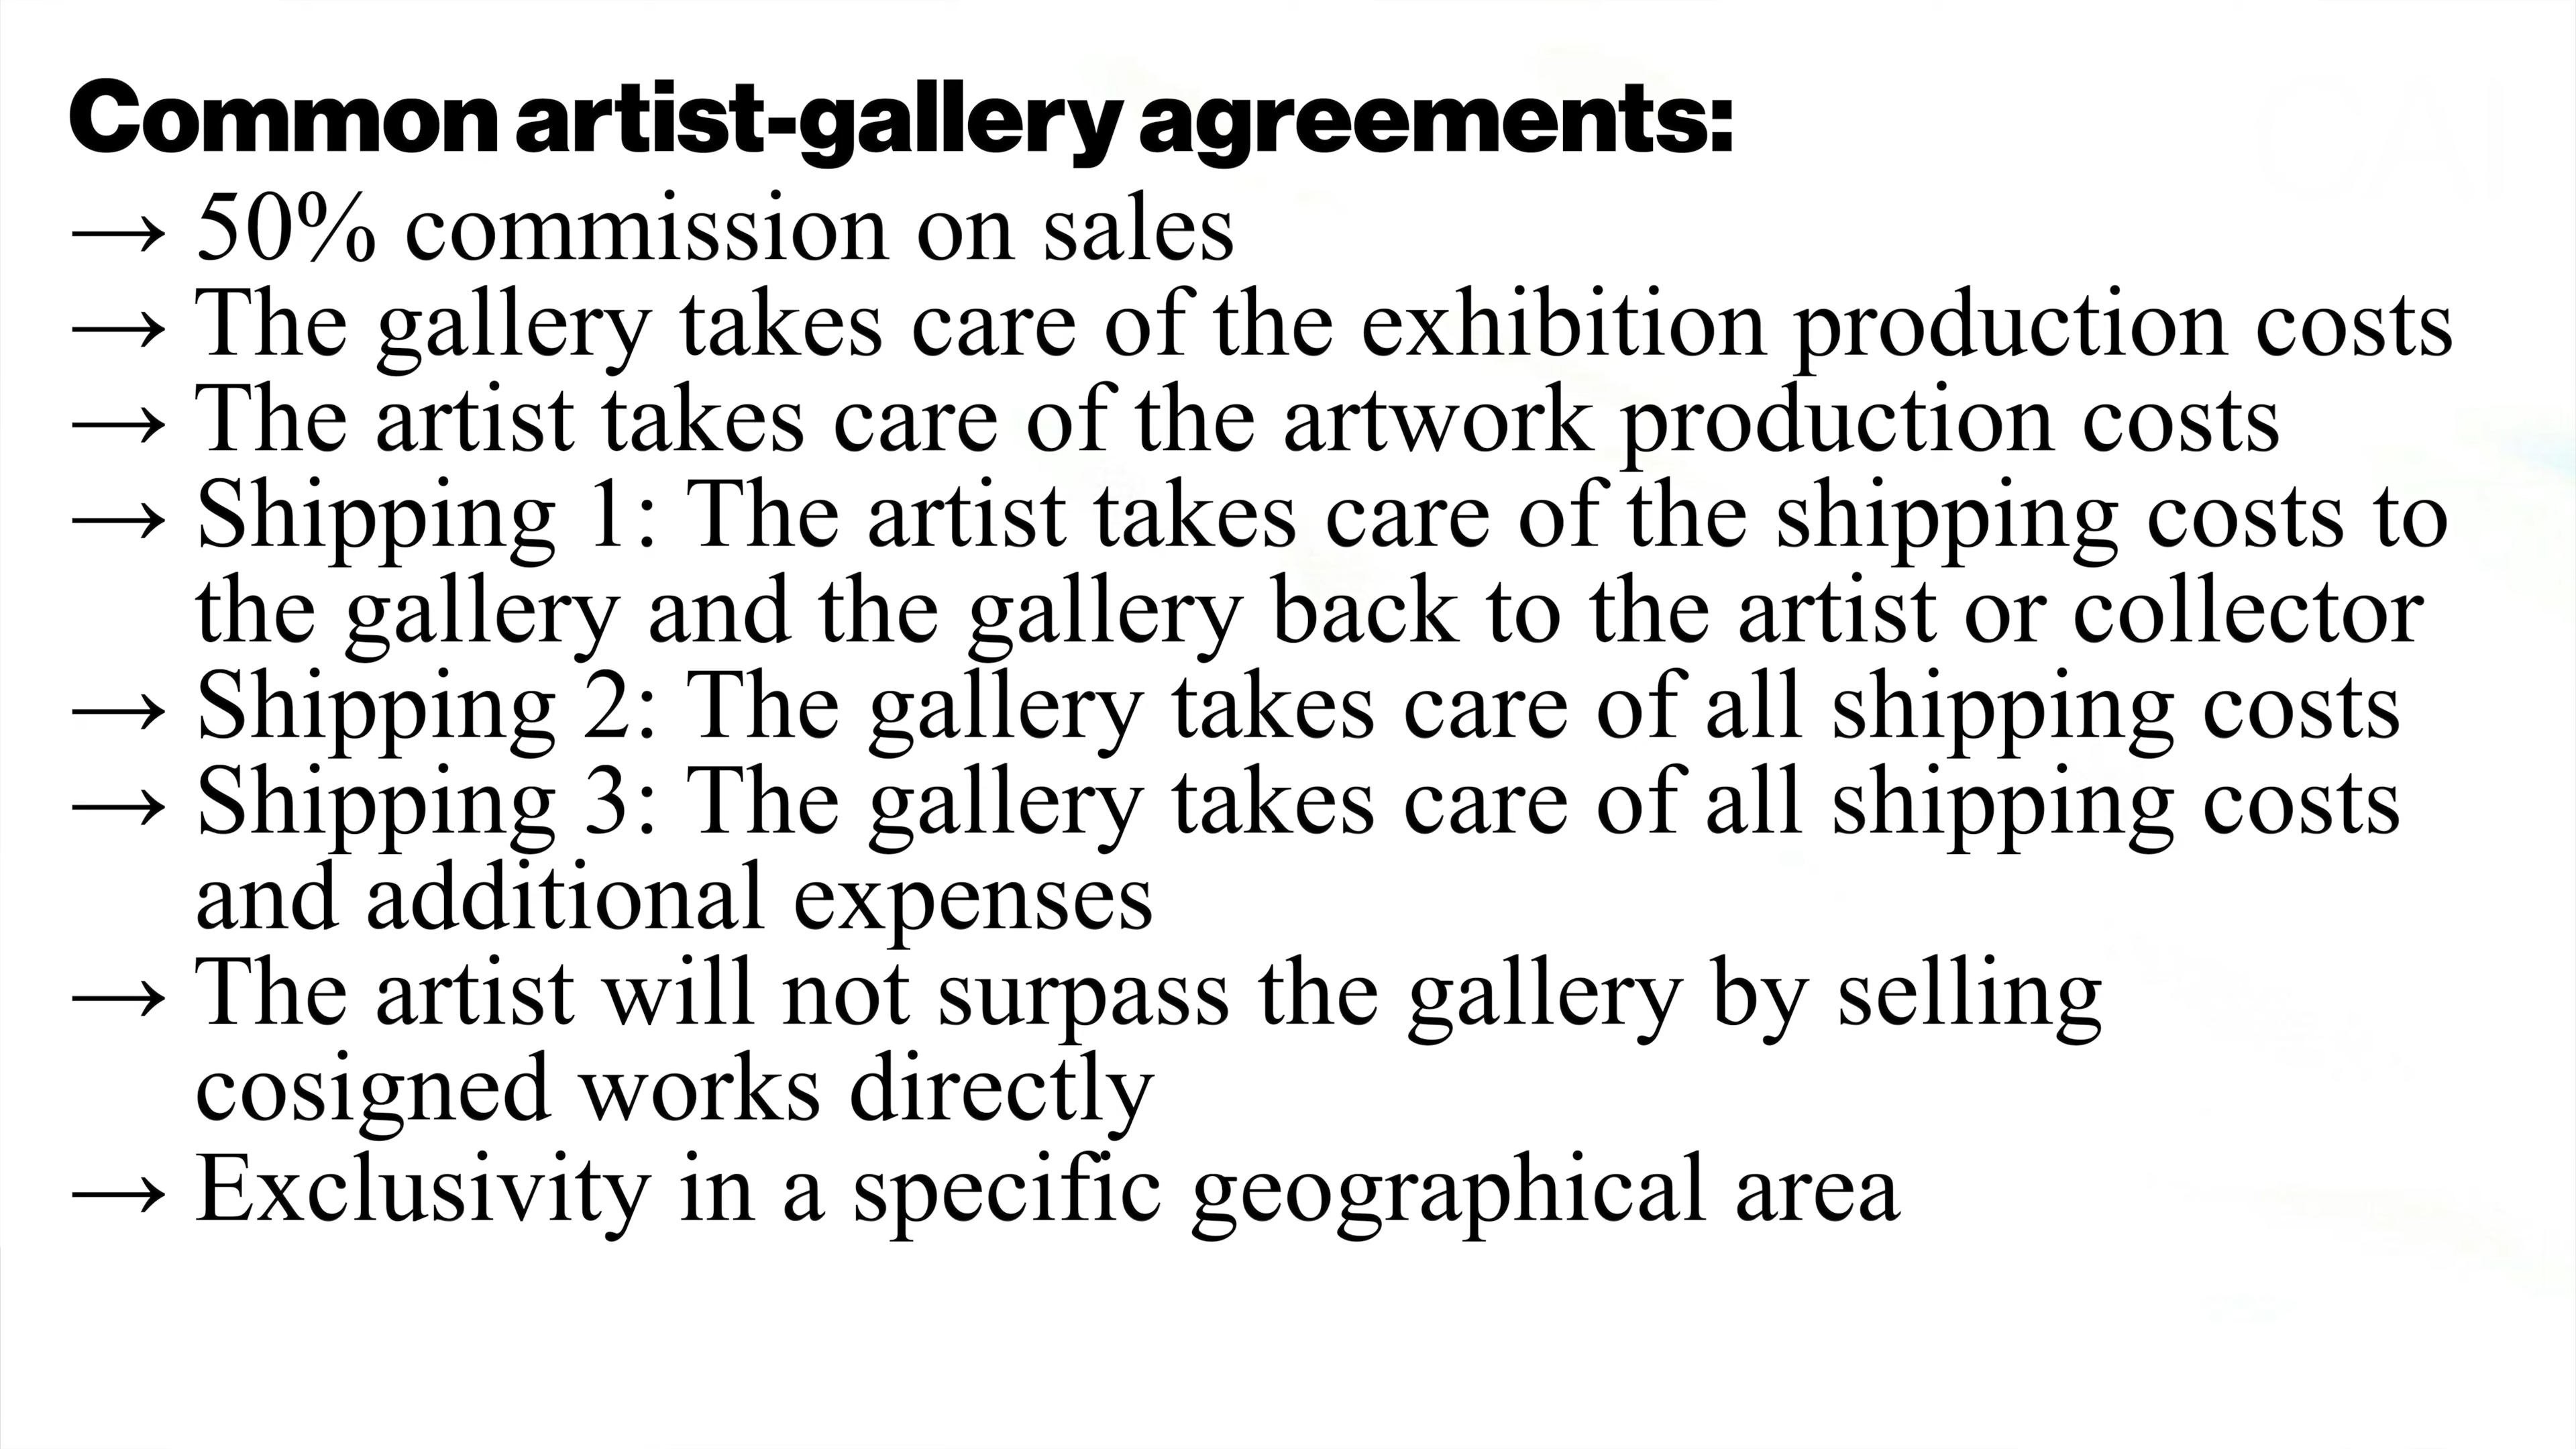 Common artist-gallery agreements:
→ 50% commission on sales
→ The gallery takes care of the exhibition production costs
→ The artist takes care of the artwork production costs
→ Shipping 1: The artist takes care of the shipping costs to
the gallery and the gallery back to the artist or collector
→ Shipping 2: The gallery takes care of all shipping costs
→ Shipping 3: The gallery takes care of all shipping costs
and additional expenses
→ The artist will not surpass the gallery by selling
cosigned works directly
→ Exclusivity in a specific geographical area